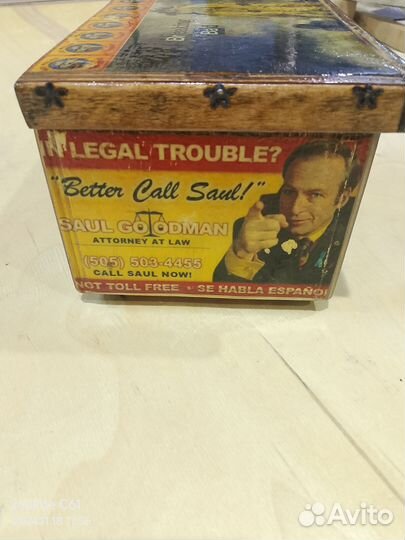 LEGAL TROUBLE?
"Better Call Saul!"
SAUL GOODMAN
ATTORNEY AT LAW
(505) 503-4455
CALL SAUL NOW!
NOT TOLL FREE • SE HABLA ESPAÑOL
Avito